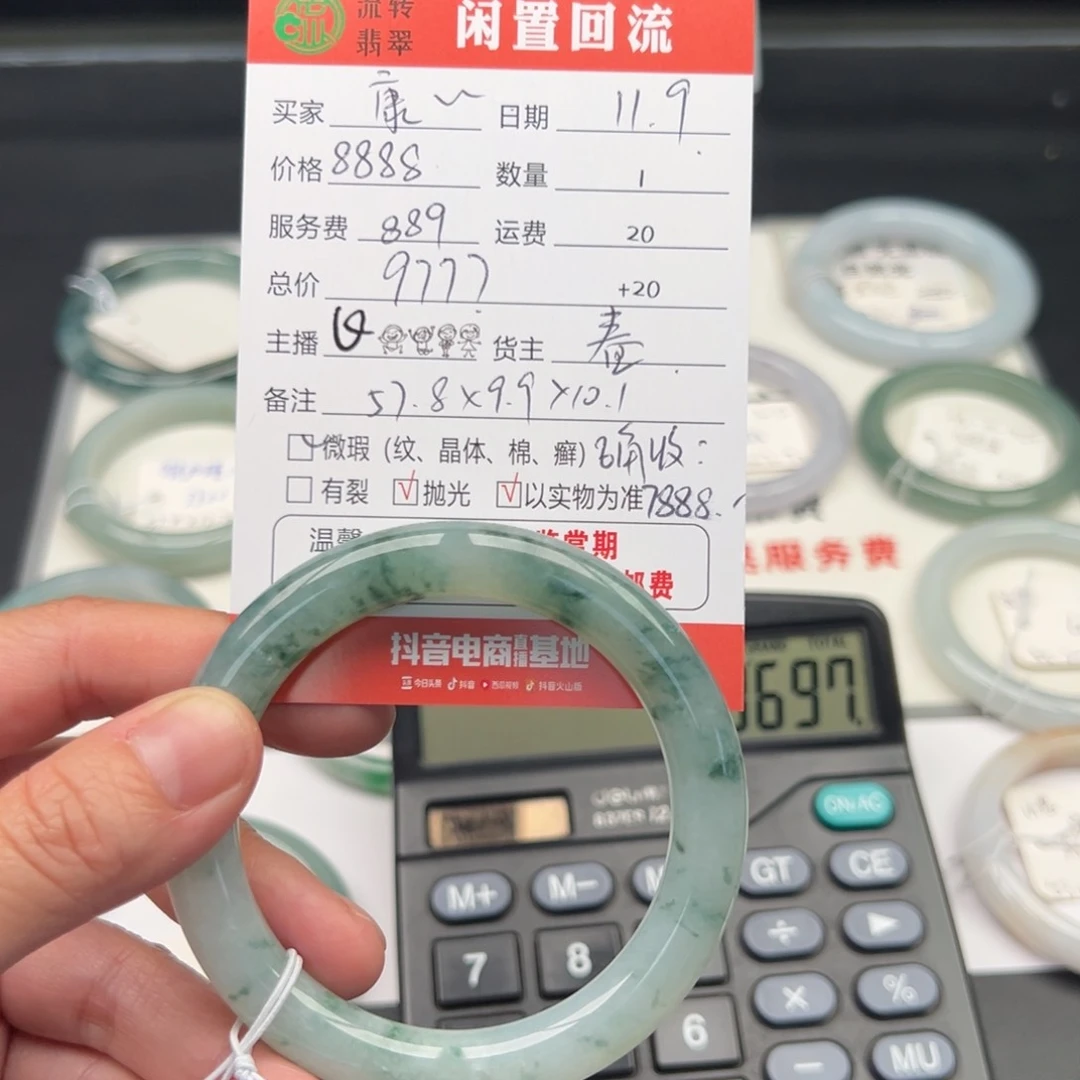 流转
翡翠
闲置回流
买家 康 日期 11.9
价格 8888 数量 1
服务费 889 运费 20
总价 9777 +20
主播 货主 春
备注 57.8×9.9×10.1
微瑕（纹、晶体、棉、癣）
有裂 抛光 以实物为准 7888.
温馨 鉴赏期
邮费
抖音电商直播基地
今日头条 抖音 西瓜视频 抖音火山版
服务费
TOTAL
697.
ON·AC
M+ M- GT CE
7 8 ÷ ▶
× %
6 − MU